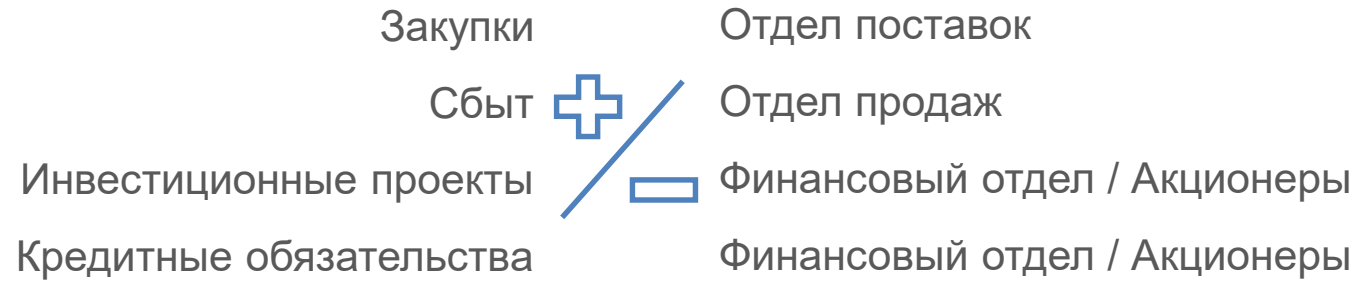 Закупки Отдел поставок
Сбыт Отдел продаж
Инвестиционные проекты Финансовый отдел / Акционеры
Кредитные обязательства Финансовый отдел / Акционеры